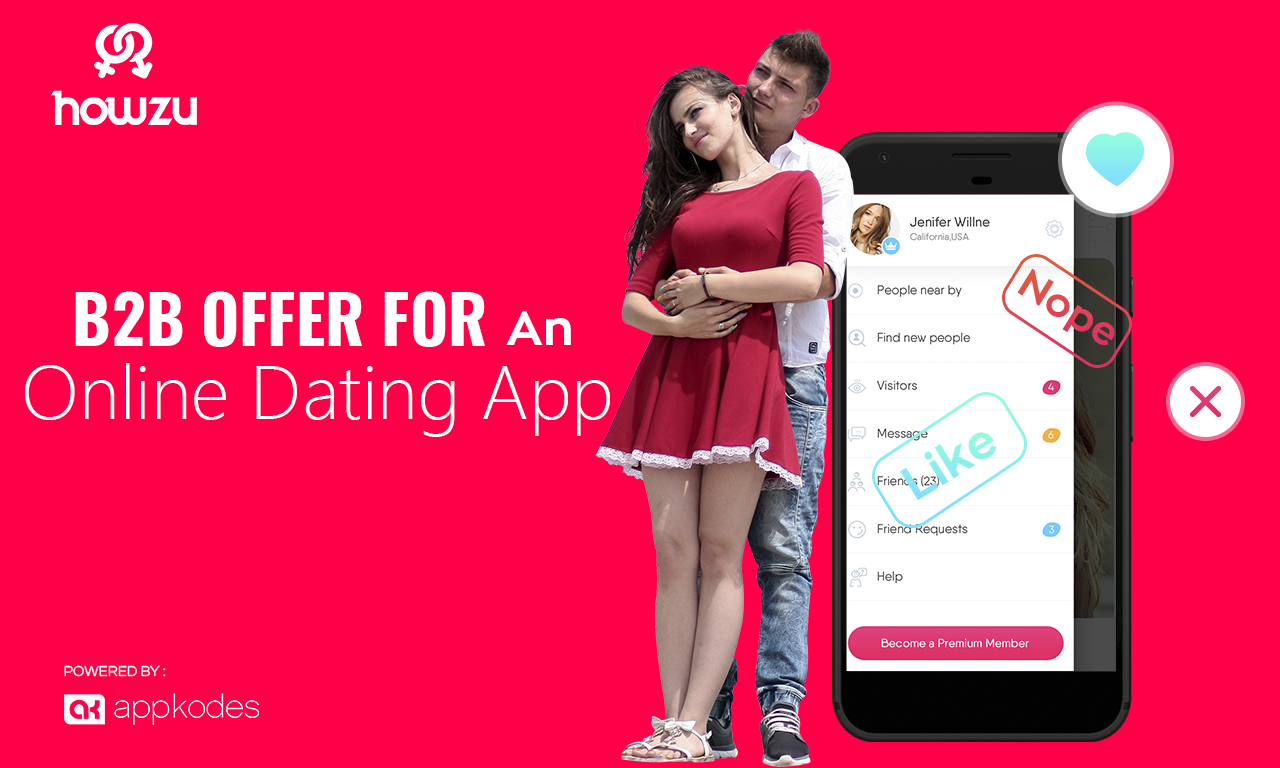 howzu
B2B OFFER FOR An
Online Dating App
POWERED BY :
ak appkodes
Jenifer Willne
California,USA
People near by
Find new people
Visitors 4
Message 6
Friends (23)
Friend Requests 3
Help
Become a Premium Member
Nope
Like